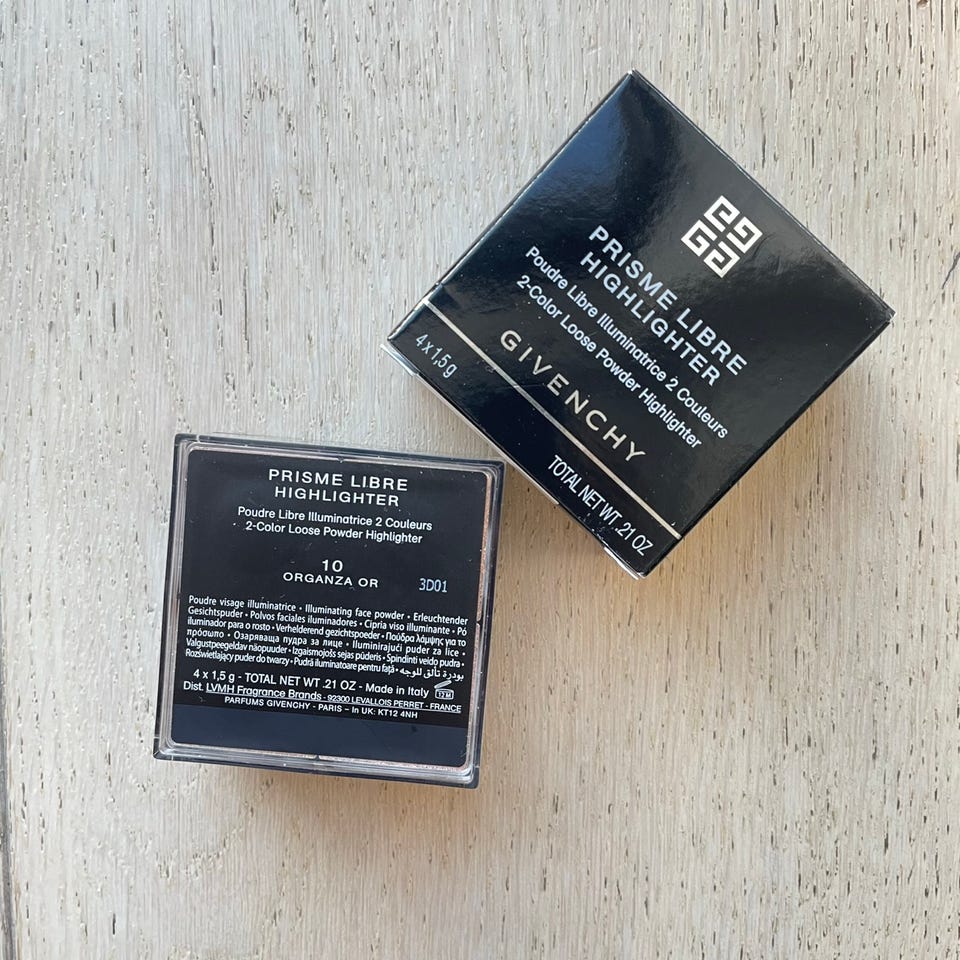 PRISME LIBRE
HIGHLIGHTER
Poudre Libre Illuminatrice 2 Couleurs
2-Color Loose Powder Highlighter
GIVENCHY
4 x 1,5 g
TOTAL NET WT .21 OZ
PRISME LIBRE
HIGHLIGHTER
Poudre Libre Illuminatrice 2 Couleurs
2-Color Loose Powder Highlighter
10
ORGANZA OR
3D01
Poudre visage illuminatrice • Illuminating face powder • Erleuchtender
Gesichtspuder • Polvos faciales iluminadores • Cipria viso illuminante • Pó
iluminador para o rosto • Verhelderend gezichtspoeder • Πούδρα λάμψης για το
πρόσωπο • Озаряваща пудра за лице • Iluminirajući puder za lice •
Valgustpeegeldav näopuuder • Izgaismojošs sejas pūderis • Spindinti veido pudra •
Rozświetlający puder do twarzy • Pudră iluminatoare pentru față • بودرة تألق للوجه
4 x 1,5 g - TOTAL NET WT .21 OZ - Made in Italy 12M
Dist. LVMH Fragrance Brands - 92300 LEVALLOIS PERRET - FRANCE
PARFUMS GIVENCHY - PARIS – In UK: KT12 4NH